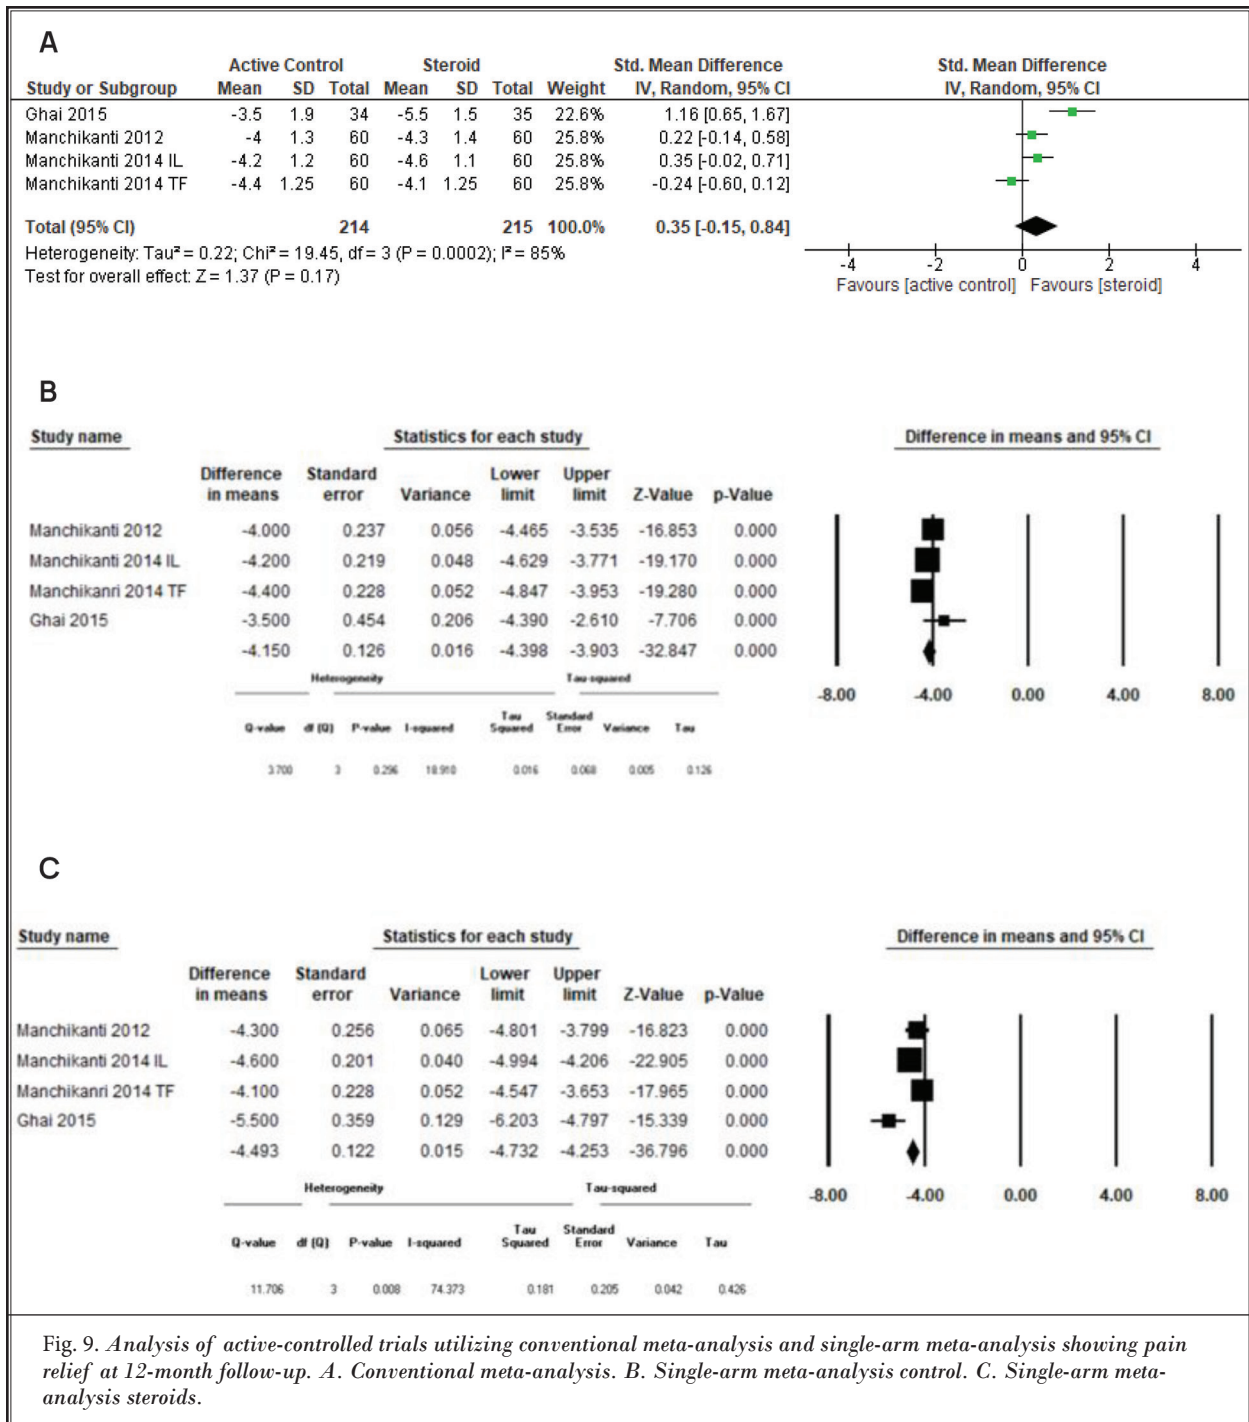 A
Active Control Steroid Std. Mean Difference Std. Mean Difference
Study or Subgroup Mean SD Total Mean SD Total Weight IV, Random, 95% CI IV, Random, 95% CI
Ghai 2015 -3.5 1.9 34 -5.5 1.5 35 22.6% 1.16 [0.65, 1.67]
Manchikanti 2012 -4 1.3 60 -4.3 1.4 60 25.8% 0.22 [-0.14, 0.58]
Manchikanti 2014 IL -4.2 1.2 60 -4.6 1.1 60 25.8% 0.35 [-0.02, 0.71]
Manchikanti 2014 TF -4.4 1.25 60 -4.1 1.25 60 25.8% -0.24 [-0.60, 0.12]
Total (95% CI) 214 215 100.0% 0.35 [-0.15, 0.84]
Heterogeneity: Tau² = 0.22; Chi² = 19.45, df = 3 (P = 0.0002); I² = 85%
Test for overall effect: Z = 1.37 (P = 0.17)
-4 -2 0 2 4
Favours [active control] Favours [steroid]
B
Study name Statistics for each study Difference in means and 95% CI
Difference Standard Lower Upper
in means error Variance limit limit Z-Value p-Value
Manchikanti 2012 -4.000 0.237 0.056 -4.465 -3.535 -16.853 0.000
Manchikanti 2014 IL -4.200 0.219 0.048 -4.629 -3.771 -19.170 0.000
Manchikanri 2014 TF -4.400 0.228 0.052 -4.847 -3.953 -19.280 0.000
Ghai 2015 -3.500 0.454 0.206 -4.390 -2.610 -7.706 0.000
-4.150 0.126 0.016 -4.398 -3.903 -32.847 0.000
-8.00 -4.00 0.00 4.00 8.00
Heterogeneity Tau-squared
Tau Standard
Q-value df (Q) P-value I-squared Squared Error Variance Tau
3.700 3 0.296 18.910 0.016 0.068 0.005 0.126
C
Study name Statistics for each study Difference in means and 95% CI
Difference Standard Lower Upper
in means error Variance limit limit Z-Value p-Value
Manchikanti 2012 -4.300 0.256 0.065 -4.801 -3.799 -16.823 0.000
Manchikanti 2014 IL -4.600 0.201 0.040 -4.994 -4.206 -22.905 0.000
Manchikanri 2014 TF -4.100 0.228 0.052 -4.547 -3.653 -17.965 0.000
Ghai 2015 -5.500 0.359 0.129 -6.203 -4.797 -15.339 0.000
-4.493 0.122 0.015 -4.732 -4.253 -36.796 0.000
-8.00 -4.00 0.00 4.00 8.00
Heterogeneity Tau-squared
Tau Standard
Q-value df (Q) P-value I-squared Squared Error Variance Tau
11.706 3 0.008 74.373 0.181 0.205 0.042 0.426
Fig. 9. Analysis of active-controlled trials utilizing conventional meta-analysis and single-arm meta-analysis showing pain
relief at 12-month follow-up. A. Conventional meta-analysis. B. Single-arm meta-analysis control. C. Single-arm meta-
analysis steroids.